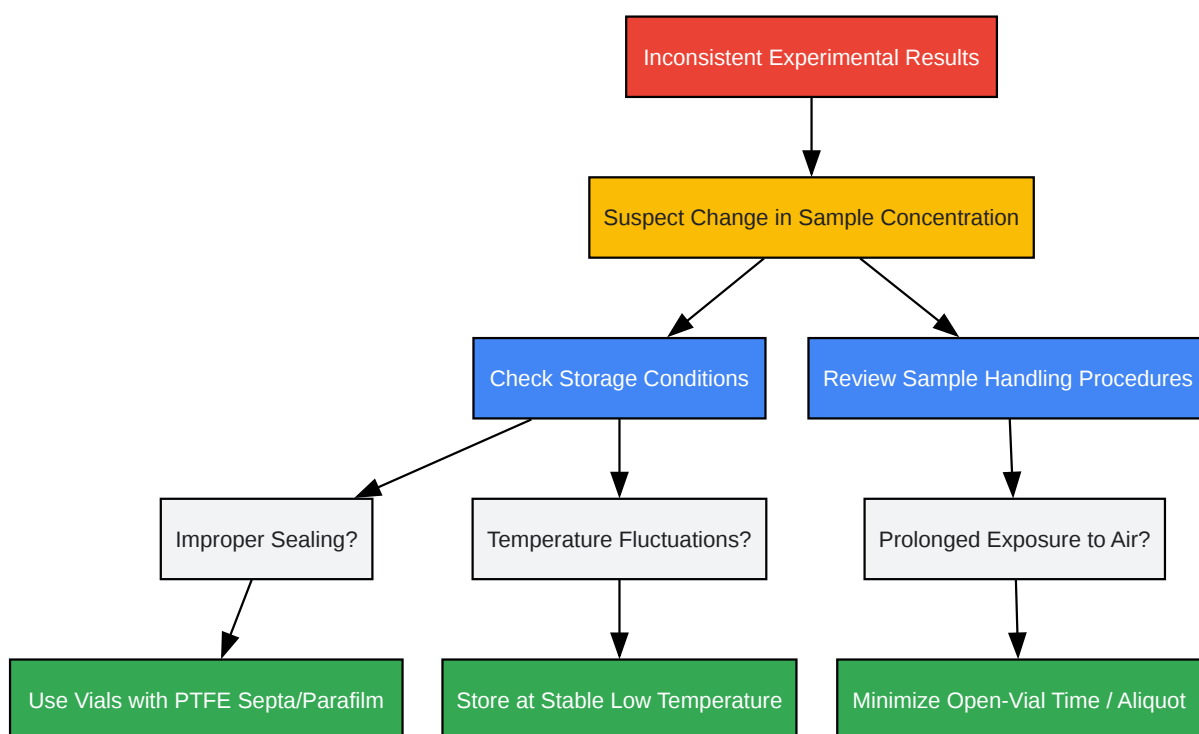 Inconsistent Experimental Results
Suspect Change in Sample Concentration
Check Storage Conditions
Review Sample Handling Procedures
Improper Sealing?
Temperature Fluctuations?
Prolonged Exposure to Air?
Use Vials with PTFE Septa/Parafilm
Store at Stable Low Temperature
Minimize Open-Vial Time / Aliquot